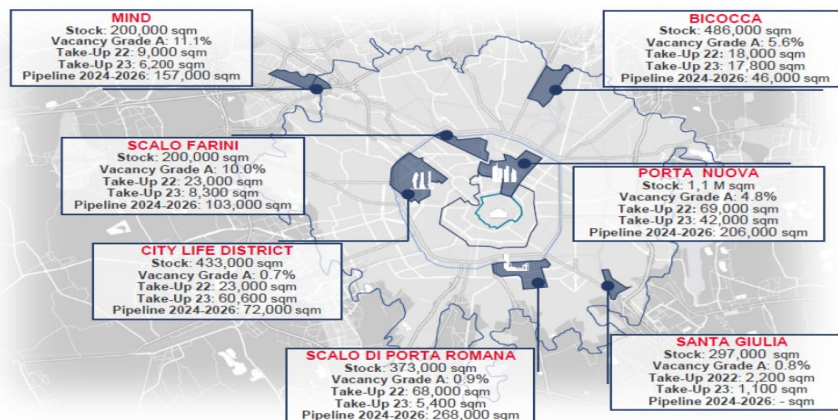 MIND
Stock: 200,000 sqm
Vacancy Grade A: 11.1%
Take-Up 22: 9,000 sqm
Take-Up 23: 6,200 sqm
Pipeline 2024-2026: 157,000 sqm
BICOCCA
Stock: 486,000 sqm
Vacancy Grade A: 5.6%
Take-Up 22: 18,000 sqm
Take-Up 23: 17,800 sqm
Pipeline 2024-2026: 46,000 sqm
SCALO FARINI
Stock: 200,000 sqm
Vacancy Grade A: 10.0%
Take-Up 22: 23,000 sqm
Take-Up 23: 8,300 sqm
Pipeline 2024-2026: 103,000 sqm
PORTA NUOVA
Stock: 1,1 M sqm
Vacancy Grade A: 4.8%
Take-Up 22: 69,000 sqm
Take-Up 23: 42,000 sqm
Pipeline 2024-2026: 206,000 sqm
CITY LIFE DISTRICT
Stock: 433,000 sqm
Vacancy Grade A: 0.7%
Take-Up 22: 23,000 sqm
Take-Up 23: 60,600 sqm
Pipeline 2024-2026: 72,000 sqm
SCALO DI PORTA ROMANA
Stock: 373,000 sqm
Vacancy Grade A: 0.9%
Take-Up 22: 68,000 sqm
Take-Up 23: 5,400 sqm
Pipeline 2024-2026: 268,000 sqm
SANTA GIULIA
Stock: 297,000 sqm
Vacancy Grade A: 0.8%
Take-Up 2022: 2,200 sqm
Take-Up 23: 1,100 sqm
Pipeline 2024-2026: - sqm